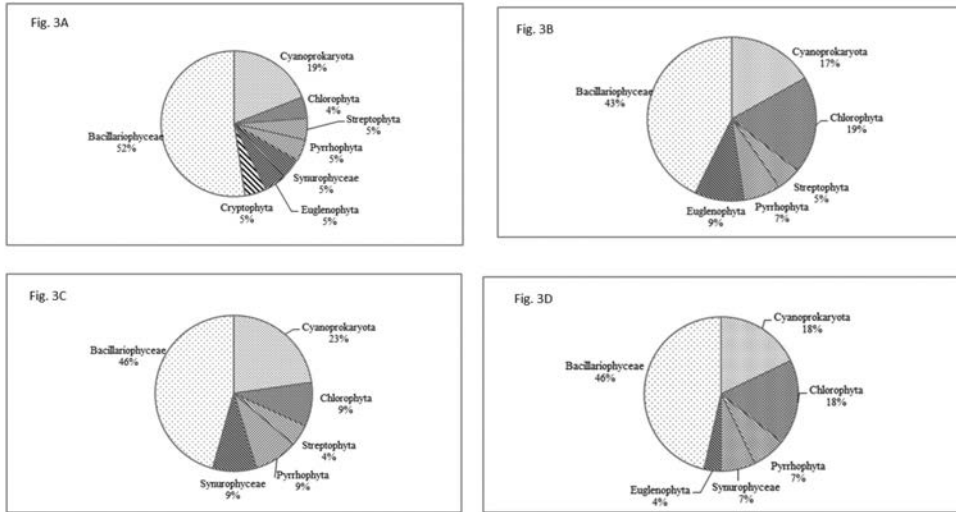 Fig. 3A
Cyanoprokaryota
19%
Chlorophyta
4%
Streptophyta
5%
Pyrrhophyta
5%
Synurophyceae
5%
Euglenophyta
5%
Cryptophyta
5%
Bacillariophyceae
52%
Fig. 3B
Cyanoprokaryota
17%
Chlorophyta
19%
Streptophyta
5%
Pyrrhophyta
7%
Euglenophyta
9%
Bacillariophyceae
43%
Fig. 3C
Cyanoprokaryota
23%
Chlorophyta
9%
Streptophyta
4%
Pyrrhophyta
9%
Synurophyceae
9%
Bacillariophyceae
46%
Fig. 3D
Cyanoprokaryota
18%
Chlorophyta
18%
Pyrrhophyta
7%
Synurophyceae
7%
Euglenophyta
4%
Bacillariophyceae
46%